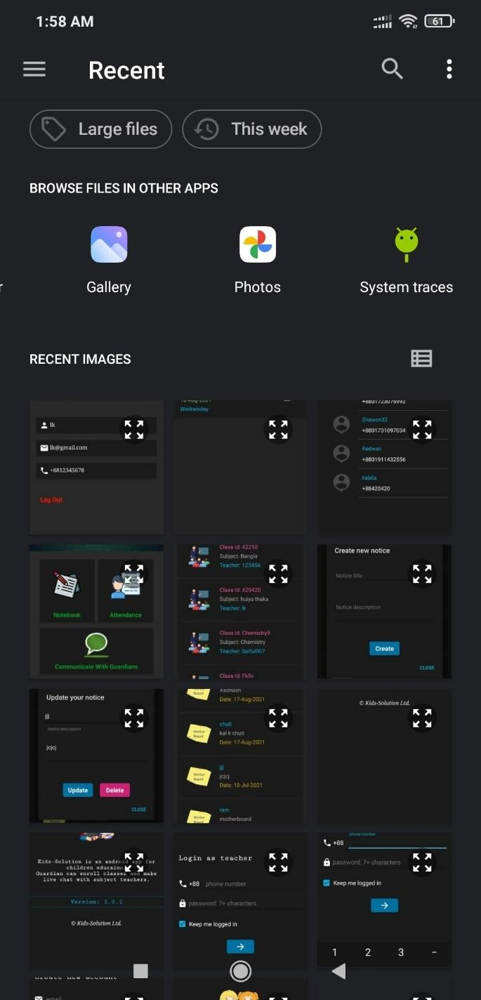 1:58 AM
61
Recent
Large files
This week
BROWSE FILES IN OTHER APPS
r
Gallery
Photos
System traces
RECENT IMAGES
lk
lk@gmail.com
+8812345678
Log Out
Wednesday
+8801723076992
Shawon33
+8801731097034
Redwan
+8801911432556
kabila
+88420420
Notebook
Attendance
Communicate With Guardians
Class Id: 42210
Subject: Bangla
Teacher: 123456
Class Id: 420420
Subject: huiya thaka
Teacher: lk
Class Id: Chemistry9
Subject: Chemistry
Teacher: Saiful007
Class Id: Fk5v
Create new notice
Notice title
Notice description
Create
CLOSE
Update your notice
jjj
Notice description
jcjcj
Update
Delete
CLOSE
Notice Board
Date: 17-Aug-2021
Notice Board
chuti
kal k chuti
Date: 17-Aug-2021
Notice Board
jjj
jcjcj
Date: 10-Jul-2021
Notice Board
ram
motherboard
© Kids-Solution Ltd.
Kids-Solution is an android app for
children educaion
Guardian can enroll classes and make
live chat with subject teachers.
Version: 1.0.1
© Kids-Solution Ltd.
Login as teacher
+88 phone number
password: 7+ characters
Keep me logged in
phone number
+88
password: 7+ characters
Keep me logged in
1 2 3 –
create new account
email